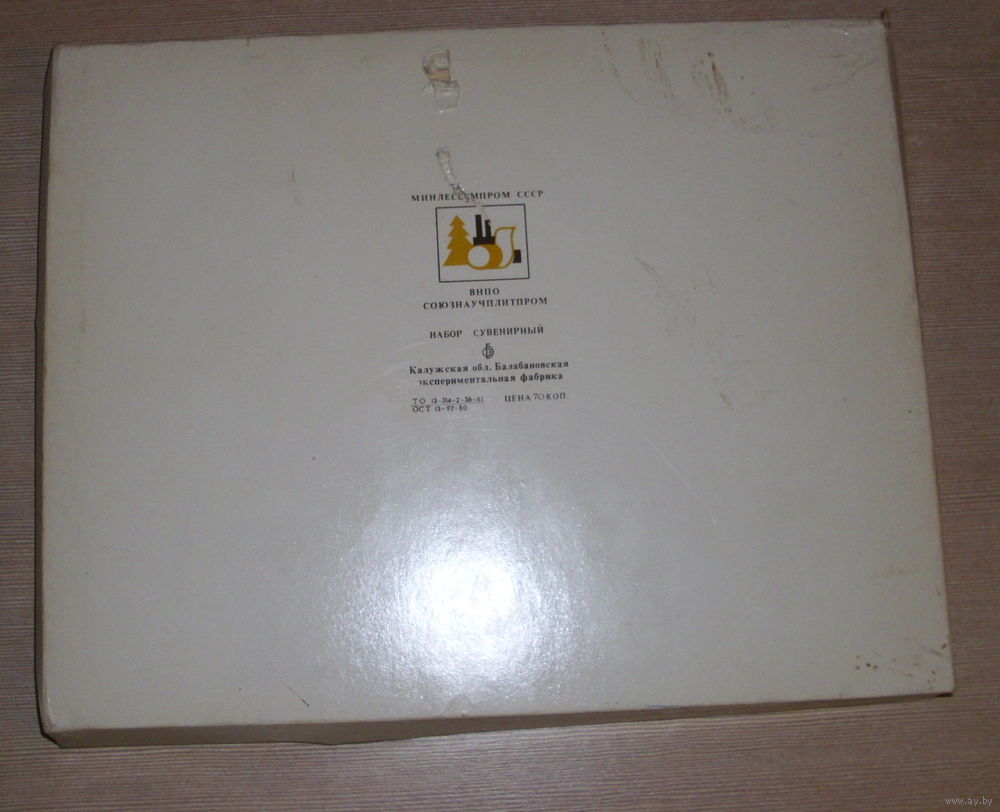 МИНЛЕСБУМПРОМ СССР
ВНПО
СОЮЗНАУЧПЛИТПРОМ
НАБОР СУВЕНИРНЫЙ
Калужская обл. Балабановская
экспериментальная фабрика
ТО 13-314-2-36-81 ЦЕНА 70 КОП.
ОСТ 13-92-80
www.ay.by